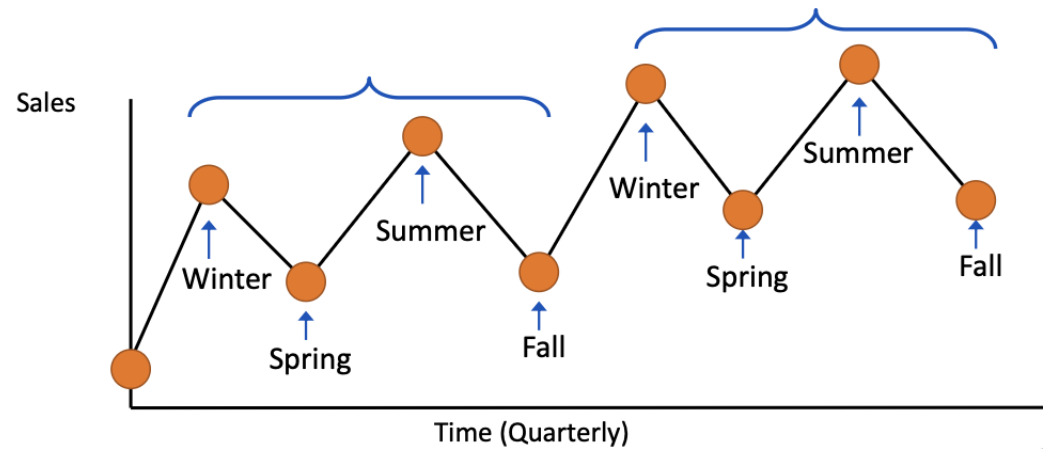 Sales
Winter
Spring
Summer
Fall
Winter
Spring
Summer
Fall
Time (Quarterly)